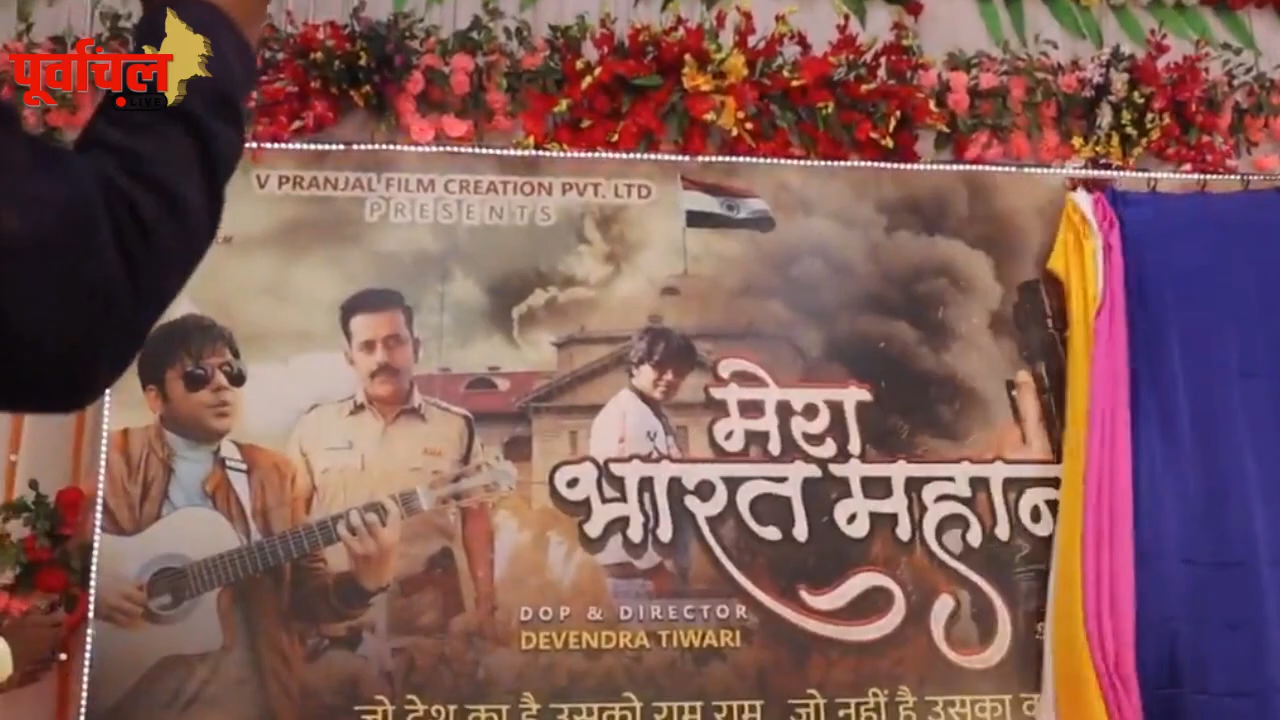 पूर्वांचल
LIVE
V PRANJAL FILM CREATION PVT. LTD
PRESENTS
मेरा
भारत महान
DOP & DIRECTOR
DEVENDRA TIWARI
जो देश का है उसको राम राम, जो नहीं है उसका